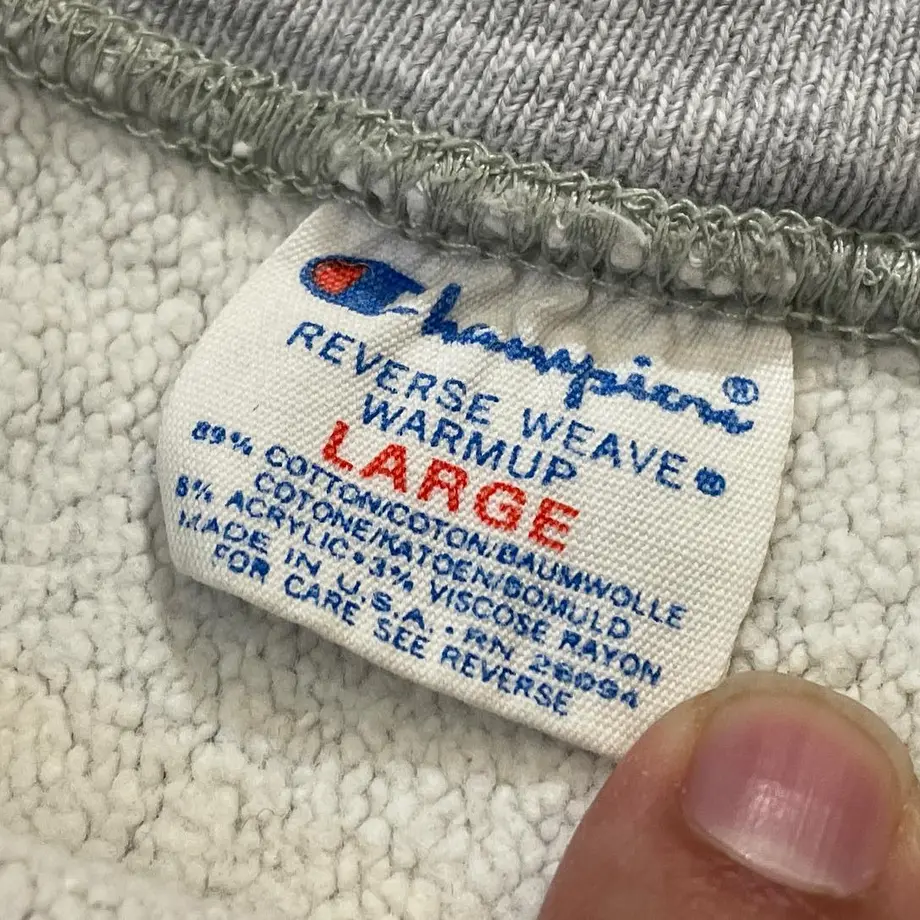 Champion®
REVERSE WEAVE®
WARMUP
LARGE
89% COTTON/COTON/BAUMWOLLE
COTONE/KATOEN/BOMULD
8% ACRYLIC•3% VISCOSE RAYON
MADE IN U.S.A. • RN 26094
FOR CARE SEE REVERSE